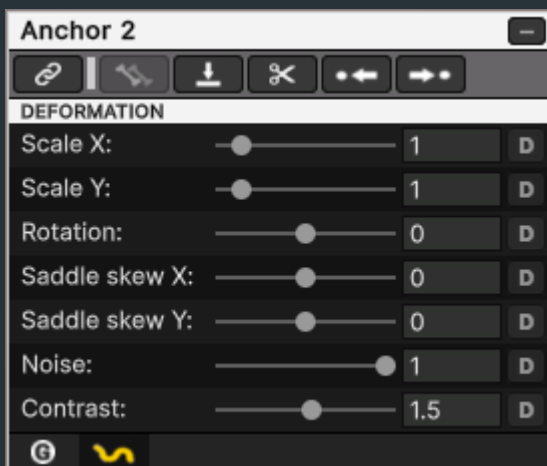 Anchor 2
DEFORMATION
Scale X: 1 D
Scale Y: 1 D
Rotation: 0 D
Saddle skew X: 0 D
Saddle skew Y: 0 D
Noise: 1 D
Contrast: 1.5 D
G